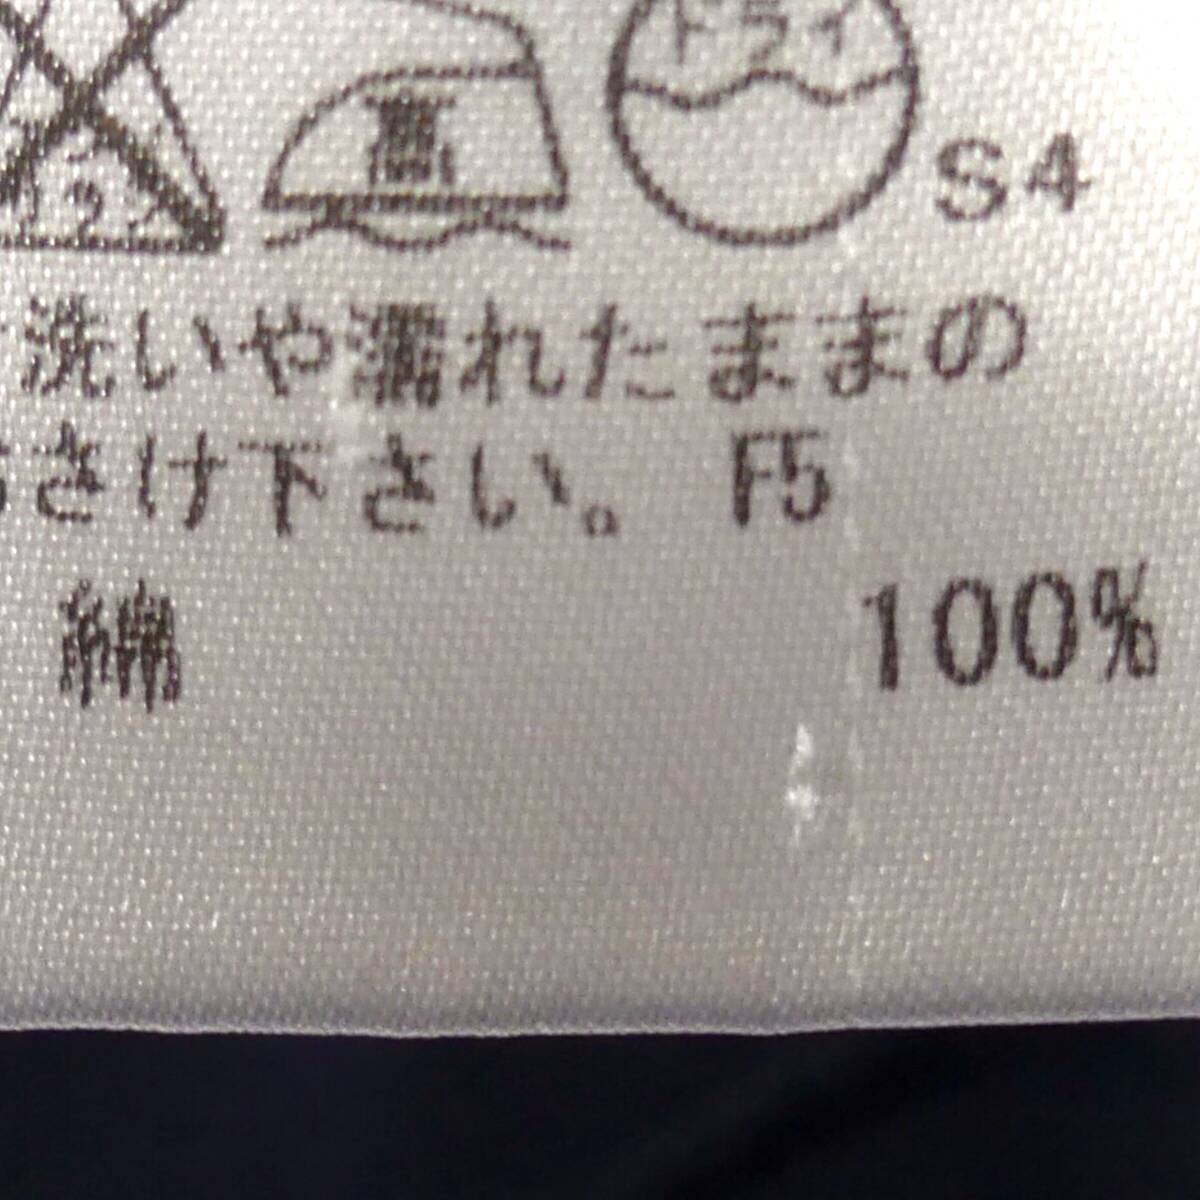 高 ドライ S4
洗いや濡れたままの
さけ下さい。 F5
綿 100%